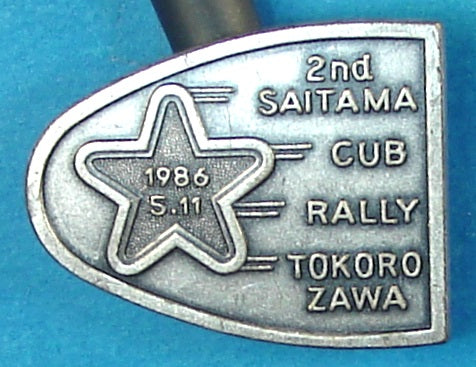 2nd
SAITAMA
CUB
RALLY
TOKORO
ZAWA
1986
5.11